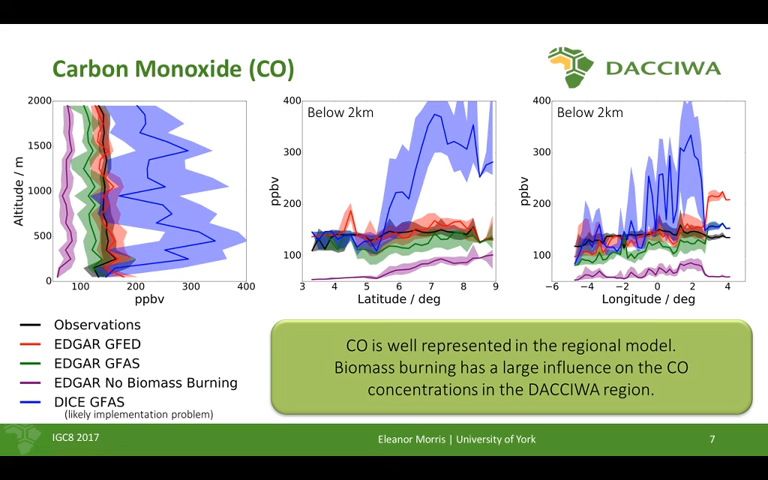 Carbon Monoxide (CO)
DACCIWA
2000
1500
1000
500
0
Altitude / m
100
200
300
400
ppbv
Below 2km
400
300
200
100
ppbv
3
4
5
6
7
8
9
Latitude / deg
Below 2km
400
300
200
100
ppbv
−6
−4
−2
0
2
4
Longitude / deg
Observations
EDGAR GFED
EDGAR GFAS
EDGAR No Biomass Burning
DICE GFAS
(likely implementation problem)
CO is well represented in the regional model.
Biomass burning has a large influence on the CO
concentrations in the DACCIWA region.
IGC8 2017
Eleanor Morris | University of York
7